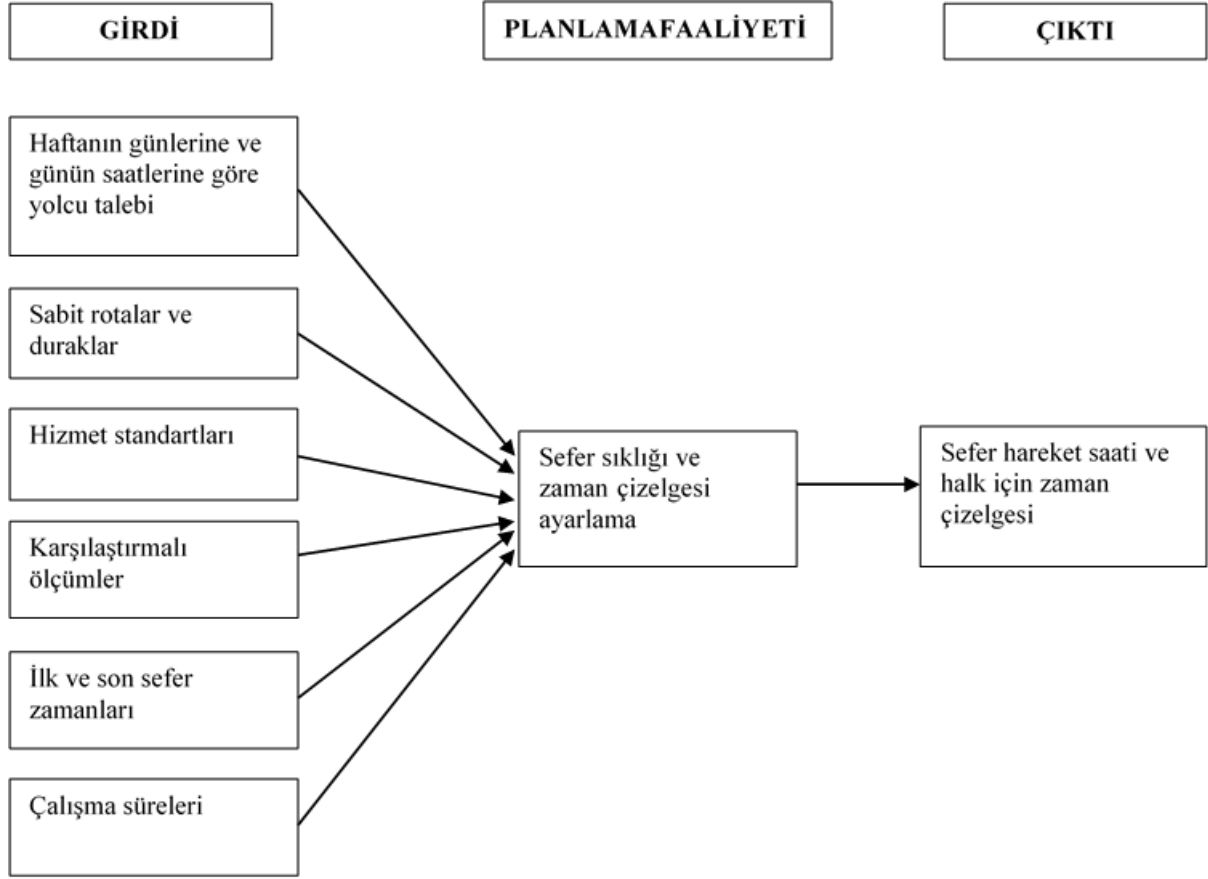 GİRDİ
PLANLAMAFAALİYETİ
ÇIKTI
Haftanın günlerine ve
günün saatlerine göre
yolcu talebi
Sabit rotalar ve
duraklar
Hizmet standartları
Karşılaştırmalı
ölçümler
İlk ve son sefer
zamanları
Çalışma süreleri
Sefer sıklığı ve
zaman çizelgesi
ayarlama
Sefer hareket saati ve
halk için zaman
çizelgesi